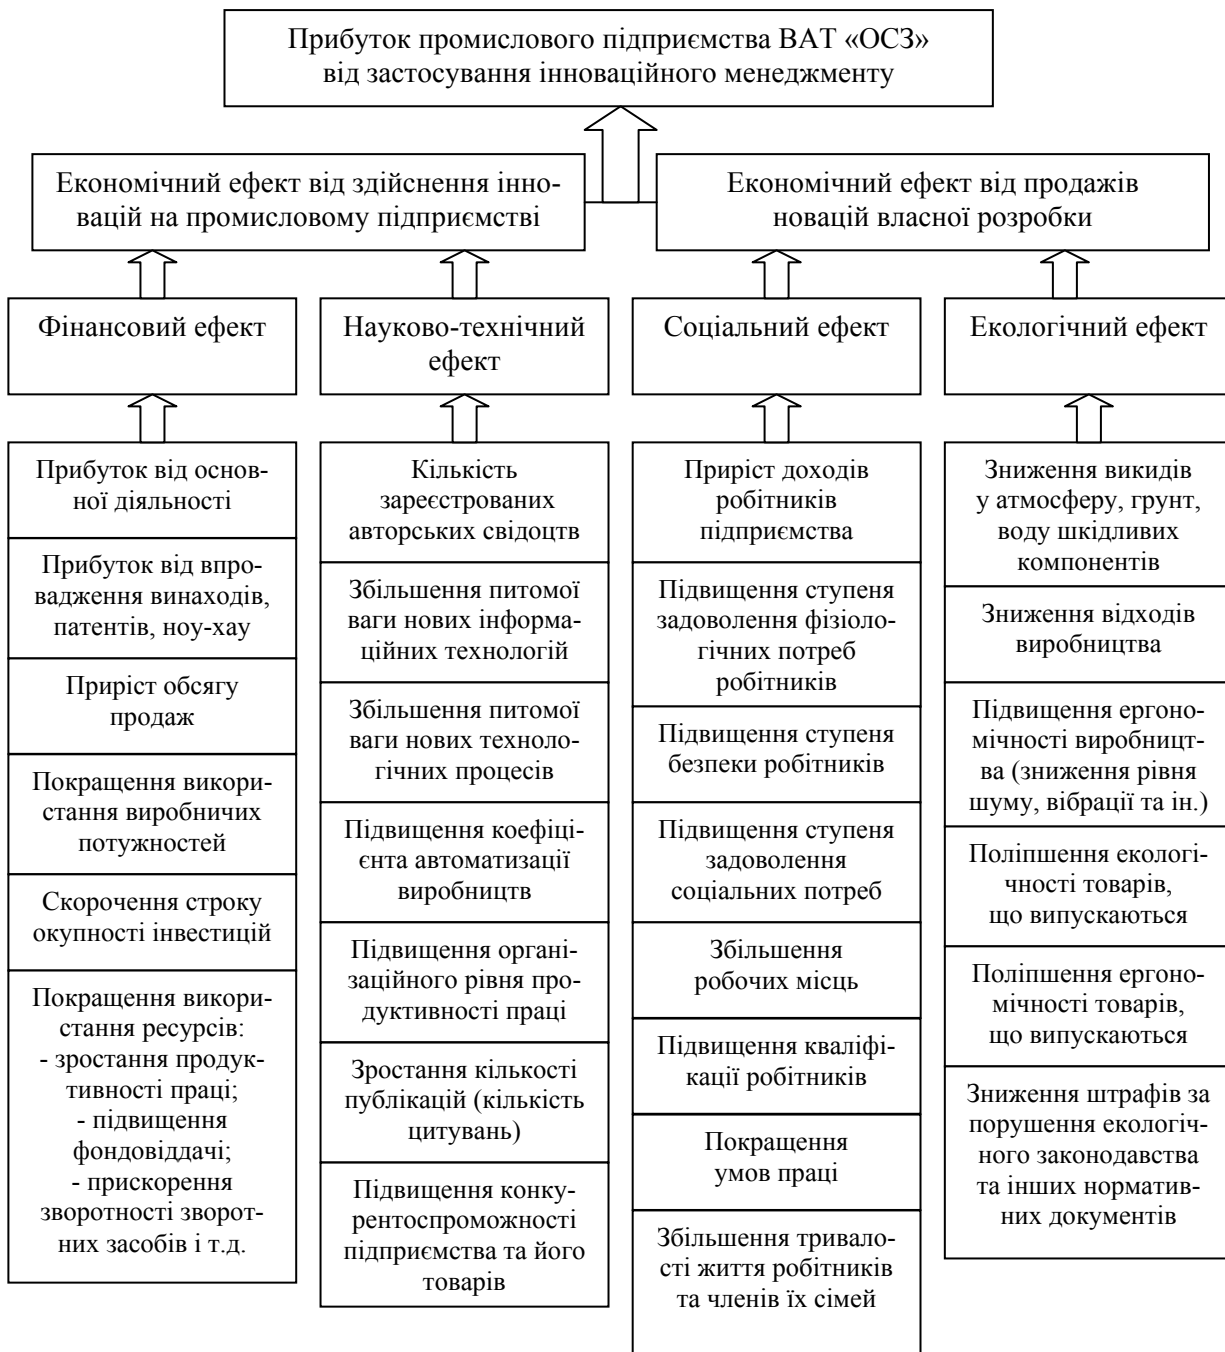 Прибуток промислового підприємства ВАТ «ОСЗ»
від застосування інноваційного менеджменту
Економічний ефект від здійснення інно-
вацій на промисловому підприємстві
Економічний ефект від продажів
новацій власної розробки
Фінансовий ефект
Науково-технічний
ефект
Соціальний ефект
Екологічний ефект
Прибуток від основ-
ної діяльності
Прибуток від впро-
вадження винаходів,
патентів, ноу-хау
Приріст обсягу
продаж
Покращення викори-
стання виробничих
потужностей
Скорочення строку
окупності інвестицій
Покращення викори-
стання ресурсів:
- зростання продук-
тивності праці;
- підвищення
фондовіддачі;
- прискорення
зворотності зворот-
них засобів і т.д.
Кількість
зареєстрованих
авторських свідоцтв
Збільшення питомої
ваги нових інформа-
ційних технологій
Збільшення питомої
ваги нових техноло-
гічних процесів
Підвищення коефіці-
єнта автоматизації
виробництв
Підвищення органі-
заційного рівня про-
дуктивності праці
Зростання кількості
публікацій (кількість
цитувань)
Підвищення конку-
рентоспроможності
підприємства та його
товарів
Приріст доходів
робітників
підприємства
Підвищення ступеня
задоволення фізіоло-
гічних потреб
робітників
Підвищення ступеня
безпеки робітників
Підвищення ступеня
задоволення
соціальних потреб
Збільшення
робочих місць
Підвищення кваліфі-
кації робітників
Покращення
умов праці
Збільшення тривало-
сті життя робітників
та членів їх сімей
Зниження викидів
у атмосферу, грунт,
воду шкідливих
компонентів
Зниження відходів
виробництва
Підвищення ергоно-
мічності виробницт-
ва (зниження рівня
шуму, вібрації та ін.)
Поліпшення екологі-
чності товарів,
що випускаються
Поліпшення ергоно-
мічності товарів,
що випускаються
Зниження штрафів за
порушення екологіч-
ного законодавства
та інших норматив-
них документів